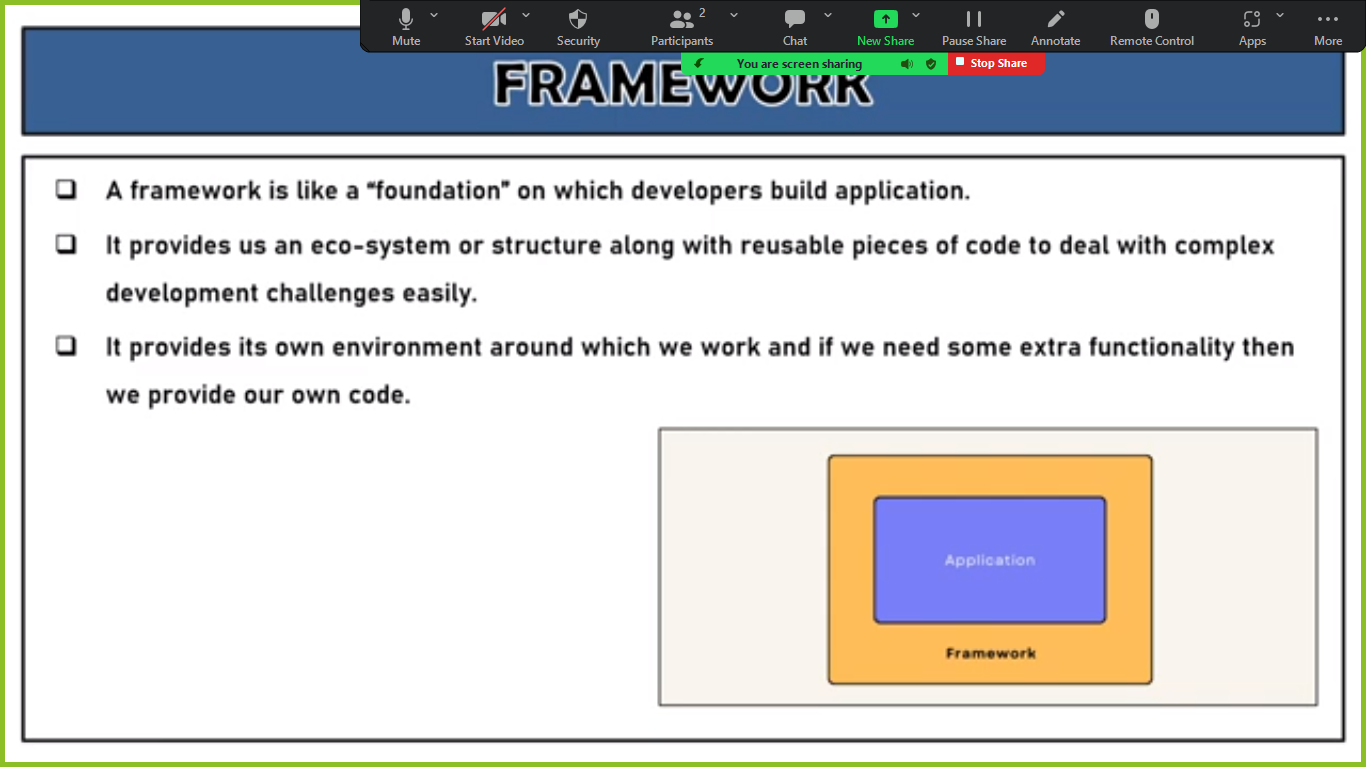 Mute
Start Video
Security
Participants
2
Chat
New Share
Pause Share
Annotate
Remote Control
Apps
More
You are screen sharing
Stop Share
FRAMEWORK
A framework is like a “foundation” on which developers build application.
It provides us an eco-system or structure along with reusable pieces of code to deal with complex
development challenges easily.
It provides its own environment around which we work and if we need some extra functionality then
we provide our own code.
Application
Framework